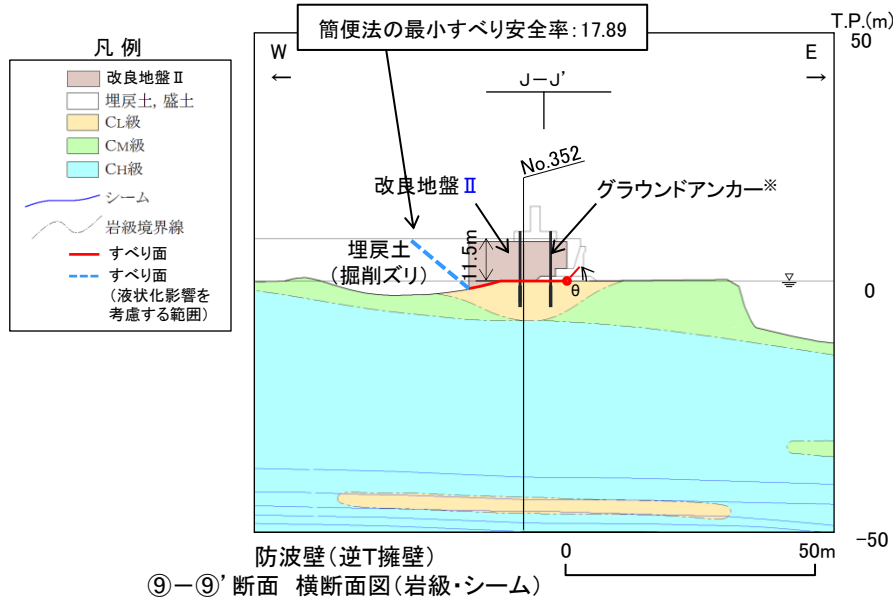 簡便法の最小すべり安全率:17.89
T.P.(m)
50
凡 例
改良地盤Ⅱ
埋戻土, 盛土
CL級
CM級
CH級
シーム
岩級境界線
すべり面
すべり面
(液状化影響を
考慮する範囲)
W
←
E
→
J-J'
No.352
改良地盤Ⅱ
グラウンドアンカー※
埋戻土
(掘削ズリ)
11.5m
θ
0
-50
防波壁(逆T擁壁)
⑨-⑨' 断面 横断面図(岩級・シーム)
0
50m